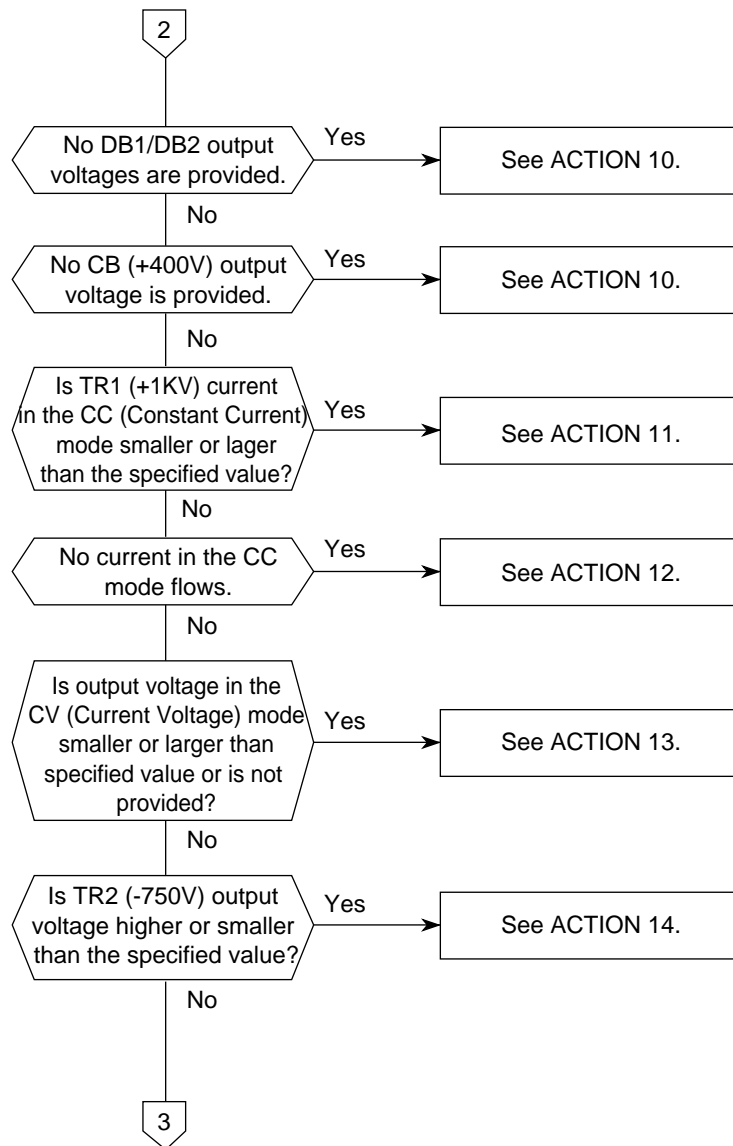 2
No DB1/DB2 output
voltages are provided.
Yes
See ACTION 10.
No
No CB (+400V) output
voltage is provided.
Yes
See ACTION 10.
No
Is TR1 (+1KV) current
in the CC (Constant Current)
mode smaller or lager
than the specified value?
Yes
See ACTION 11.
No
No current in the CC
mode flows.
Yes
See ACTION 12.
No
Is output voltage in the
CV (Current Voltage) mode
smaller or larger than
specified value or is not
provided?
Yes
See ACTION 13.
No
Is TR2 (-750V) output
voltage higher or smaller
than the specified value?
Yes
See ACTION 14.
No
3